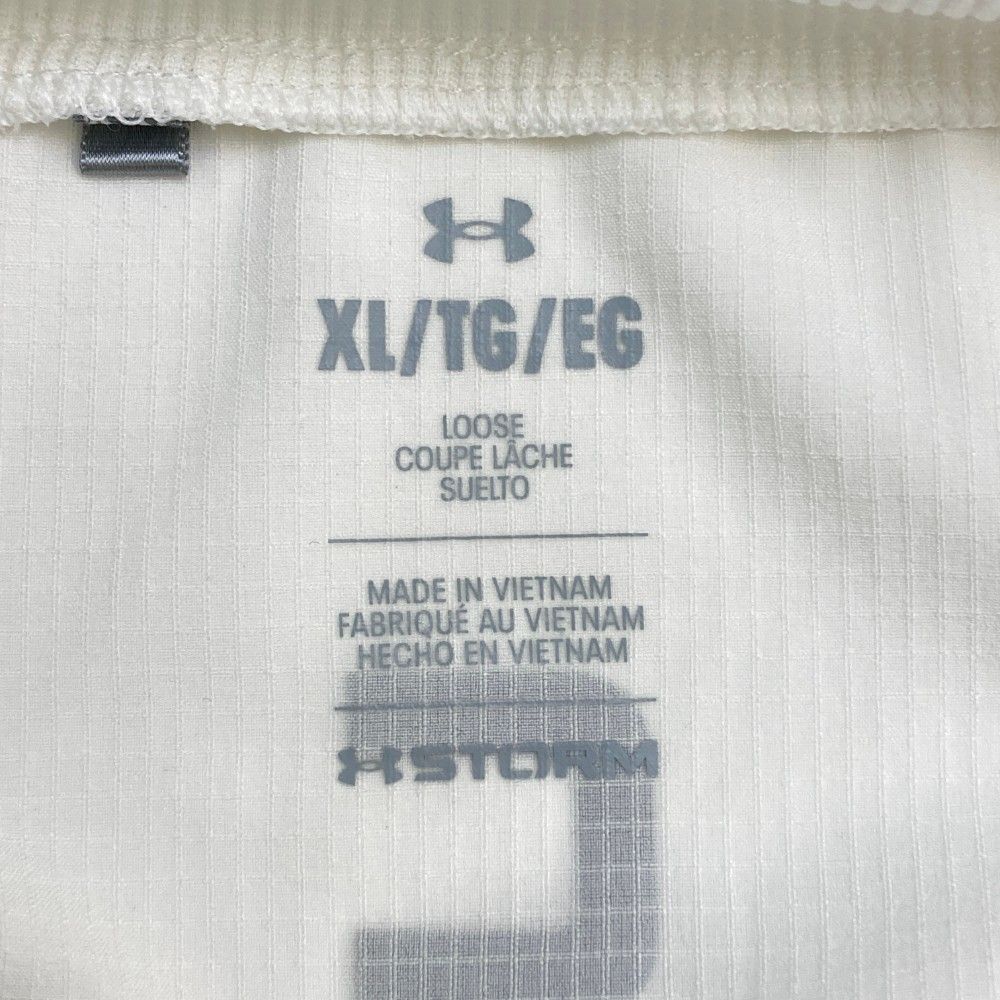 XL/TG/EG
LOOSE
COUPE LÂCHE
SUELTO
MADE IN VIETNAM
FABRIQUÉ AU VIETNAM
HECHO EN VIETNAM
STORM